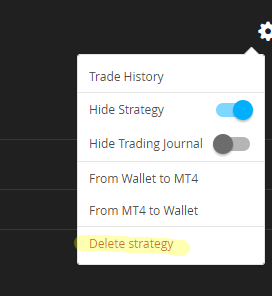 Trade History
Hide Strategy
Hide Trading Journal
From Wallet to MT4
From MT4 to Wallet
Delete strategy